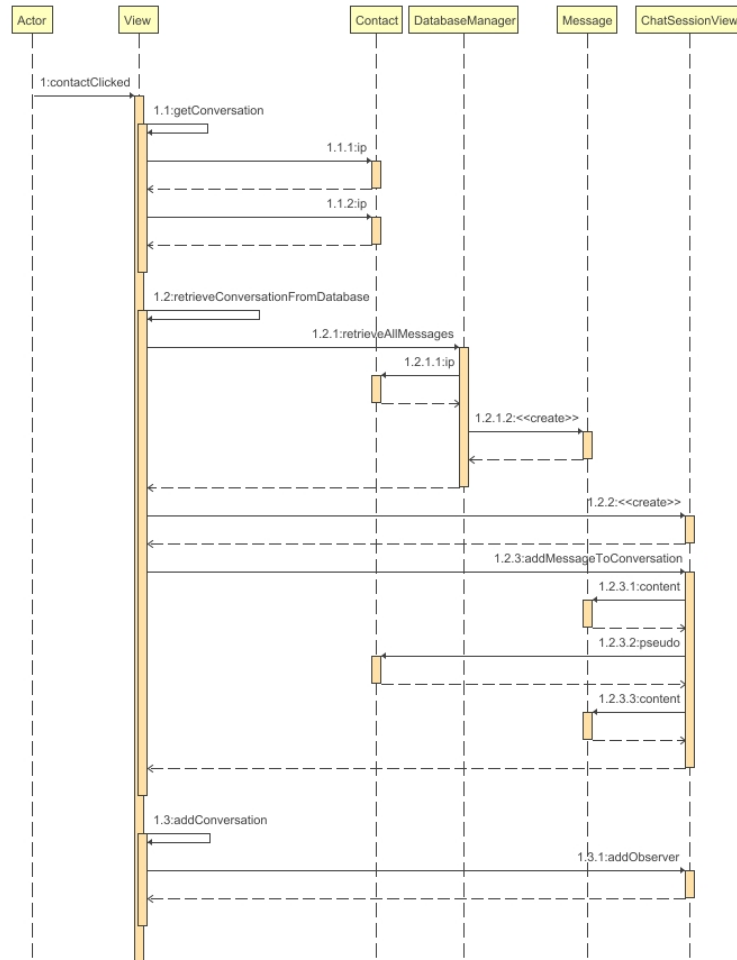 Actor
View
Contact
DatabaseManager
Message
ChatSessionView
1:contactClicked
1.1:getConversation
1.1.1:ip
1.1.2:ip
1.2:retrieveConversationFromDatabase
1.2.1:retrieveAllMessages
1.2.1.1:ip
1.2.1.2:<<create>>
1.2.2:<<create>>
1.2.3:addMessageToConversation
1.2.3.1:content
1.2.3.2:pseudo
1.2.3.3:content
1.3:addConversation
1.3.1:addObserver